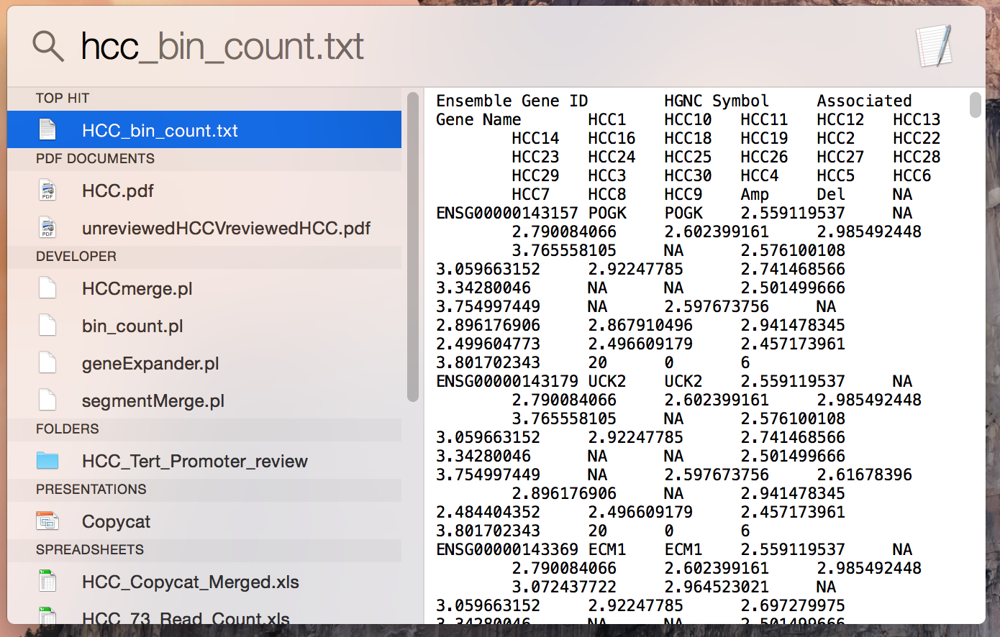 hcc_bin_count.txt
TOP HIT
HCC_bin_count.txt
PDF DOCUMENTS
HCC.pdf
unreviewedHCCVreviewedHCC.pdf
DEVELOPER
HCCmerge.pl
bin_count.pl
geneExpander.pl
segmentMerge.pl
FOLDERS
HCC_Tert_Promoter_review
PRESENTATIONS
Copycat
SPREADSHEETS
HCC_Copycat_Merged.xls
HCC_73_Read_Count.xls
Ensemble Gene ID HGNC Symbol Associated
Gene Name HCC1 HCC10 HCC11 HCC12 HCC13
HCC14 HCC16 HCC18 HCC19 HCC2 HCC22
HCC23 HCC24 HCC25 HCC26 HCC27 HCC28
HCC29 HCC3 HCC30 HCC4 HCC5 HCC6
HCC7 HCC8 HCC9 Amp Del NA
ENSG00000143157 POGK POGK 2.559119537 NA
2.790084066 2.602399161 2.985492448
3.765558105 NA 2.576100108
3.059663152 2.92247785 2.741468566
3.34280046 NA NA 2.501499666
3.754997449 NA 2.597673756 NA
2.896176906 2.867910496 2.941478345
2.499604773 2.496609179 2.457173961
3.801702343 20 0 6
ENSG00000143179 UCK2 UCK2 2.559119537 NA
2.790084066 2.602399161 2.985492448
3.765558105 NA 2.576100108
3.059663152 2.92247785 2.741468566
3.34280046 NA NA 2.501499666
3.754997449 NA 2.597673756 2.61678396
2.896176906 NA 2.941478345
2.484404352 2.496609179 2.457173961
3.801702343 20 0 6
ENSG00000143369 ECM1 ECM1 2.559119537 NA
2.790084066 2.602399161 2.985492448
3.072437722 2.964523021 NA
3.059663152 2.92247785 2.697279975
3.34280046 NA NA 2.501499666